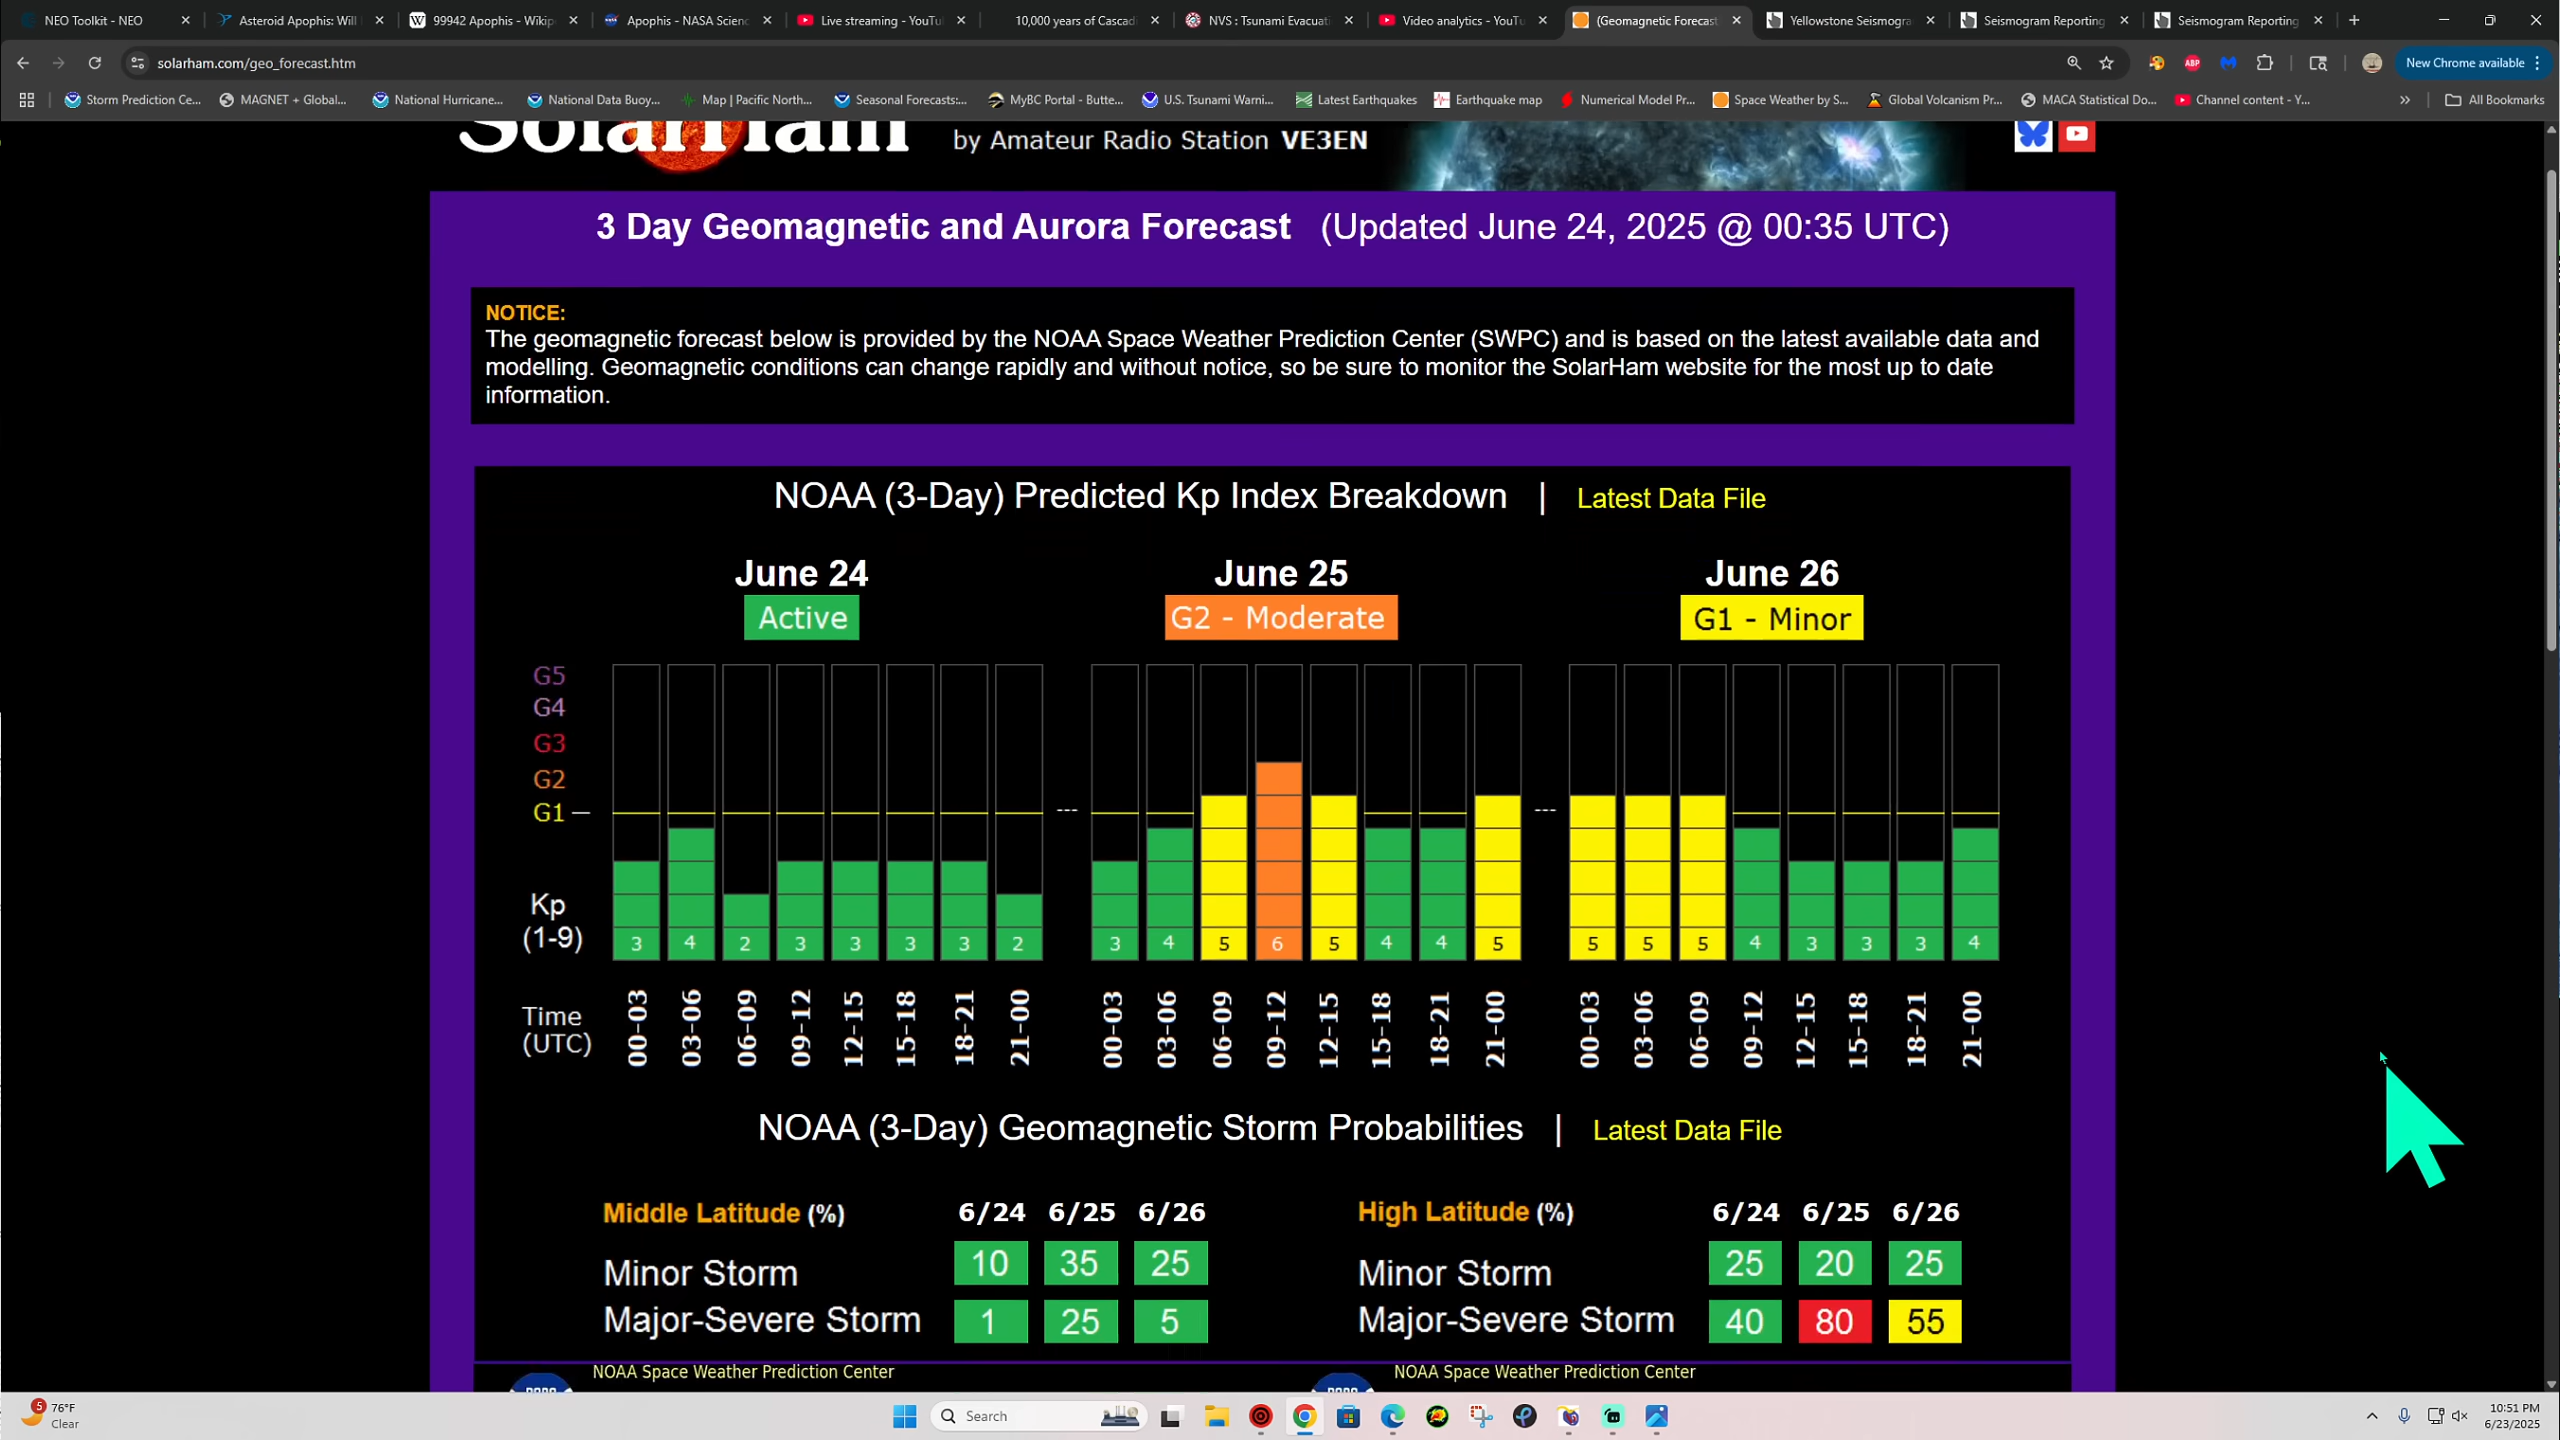 NEO Toolkit - NEO
Asteroid Apophis: Will
99942 Apophis - Wikip
Apophis - NASA Scienc
Live streaming - YouTu
10,000 years of Cascad
NVS : Tsunami Evacuati
Video analytics - YouTu
(Geomagnetic Forecast
Yellowstone Seismogra
Seismogram Reporting
Seismogram Reporting
solarham.com/geo_forecast.htm
ABP
New Chrome available
Storm Prediction Ce...
MAGNET + Global...
National Hurricane...
National Data Buoy...
Map | Pacific North...
Seasonal Forecasts:...
MyBC Portal - Butte...
U.S. Tsunami Warni...
Latest Earthquakes
Earthquake map
Numerical Model Pr...
Space Weather by S...
Global Volcanism Pr...
MACA Statistical Do...
Channel content - Y...
All Bookmarks
SolarHam
by Amateur Radio Station VE3EN
3 Day Geomagnetic and Aurora Forecast (Updated June 24, 2025 @ 00:35 UTC)
NOTICE:
The geomagnetic forecast below is provided by the NOAA Space Weather Prediction Center (SWPC) and is based on the latest available data and
modelling. Geomagnetic conditions can change rapidly and without notice, so be sure to monitor the SolarHam website for the most up to date
information.
NOAA (3-Day) Predicted Kp Index Breakdown | Latest Data File
June 24 June 25 June 26
Active G2 - Moderate G1 - Minor
G5
G4
G3
G2
G1 — --- ---
Kp
(1-9) 3 4 2 3 3 3 3 2 3 4 5 6 5 4 4 5 5 5 5 4 3 3 3 4
Time
(UTC) 00-03 03-06 06-09 09-12 12-15 15-18 18-21 21-00 00-03 03-06 06-09 09-12 12-15 15-18 18-21 21-00 00-03 03-06 06-09 09-12 12-15 15-18 18-21 21-00
NOAA (3-Day) Geomagnetic Storm Probabilities | Latest Data File
Middle Latitude (%) 6/24 6/25 6/26
Minor Storm 10 35 25
Major-Severe Storm 1 25 5
High Latitude (%) 6/24 6/25 6/26
Minor Storm 25 20 25
Major-Severe Storm 40 80 55
NOAA Space Weather Prediction Center
NOAA Space Weather Prediction Center
5
76°F
Clear
Search
10:51 PM
6/23/2025